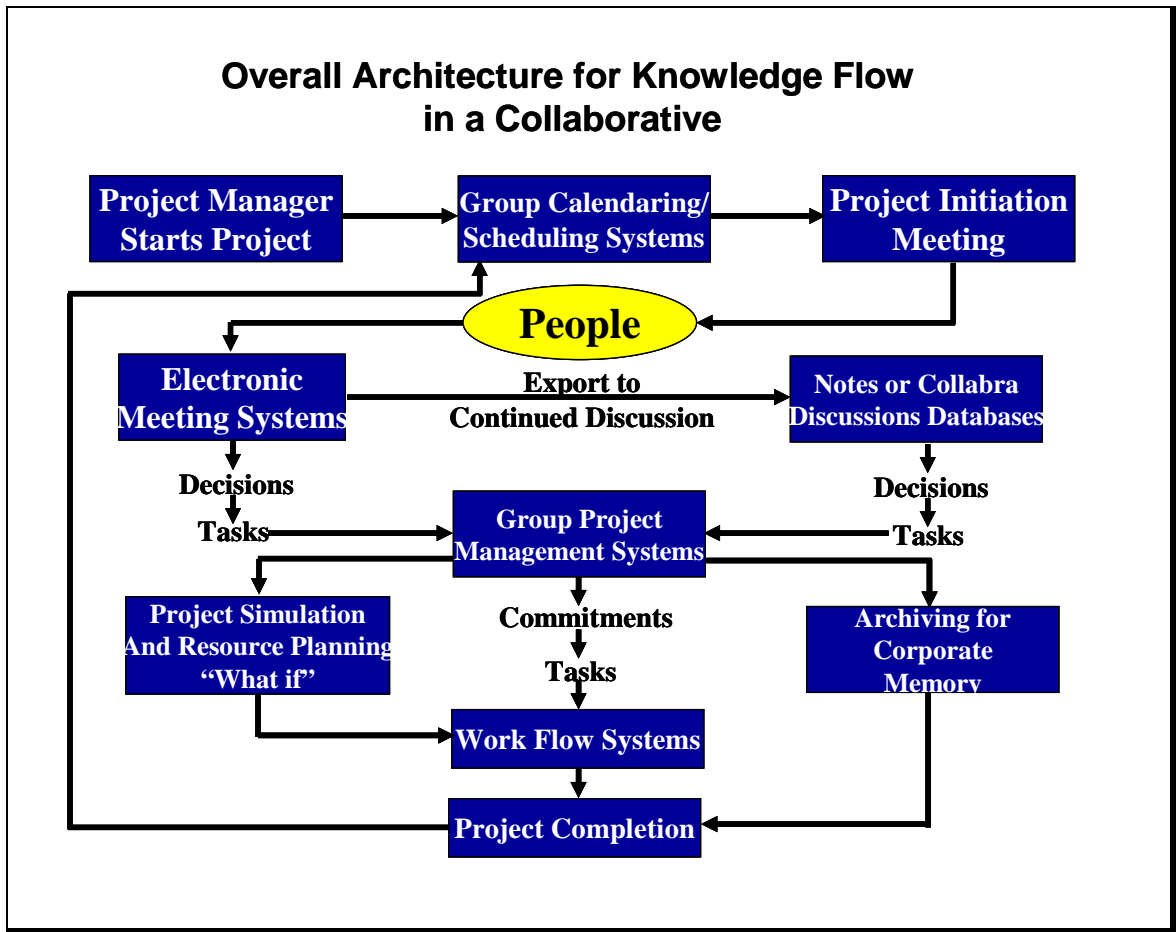 Overall Architecture for Knowledge Flow
in a Collaborative
Project Manager
Starts Project
Group Calendaring/
Scheduling Systems
Project Initiation
Meeting
People
Electronic
Meeting Systems
Export to
Continued Discussion
Notes or Collabra
Discussions Databases
Decisions
Tasks
Decisions
Tasks
Group Project
Management Systems
Project Simulation
And Resource Planning
“What if”
Commitments
Tasks
Archiving for
Corporate
Memory
Work Flow Systems
Project Completion